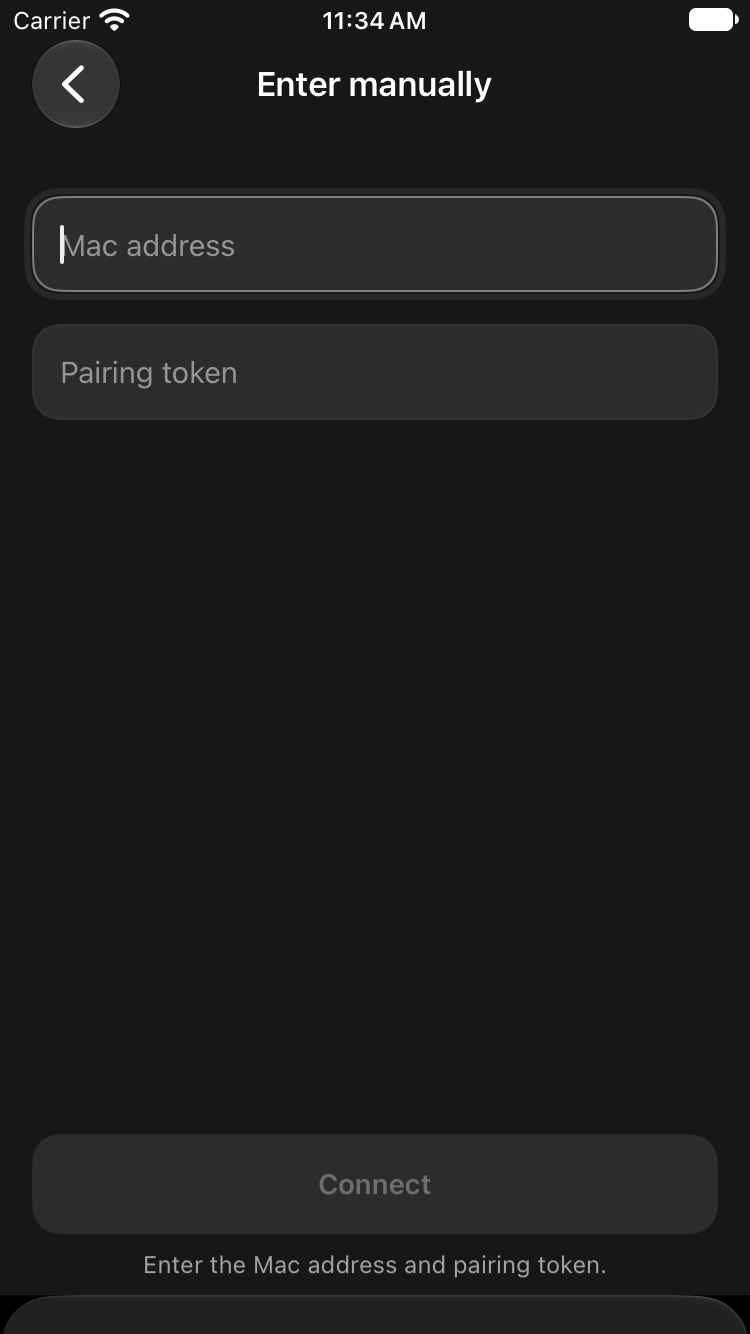 Carrier 11:34 AM
Enter manually
Mac address
Pairing token
Connect
Enter the Mac address and pairing token.